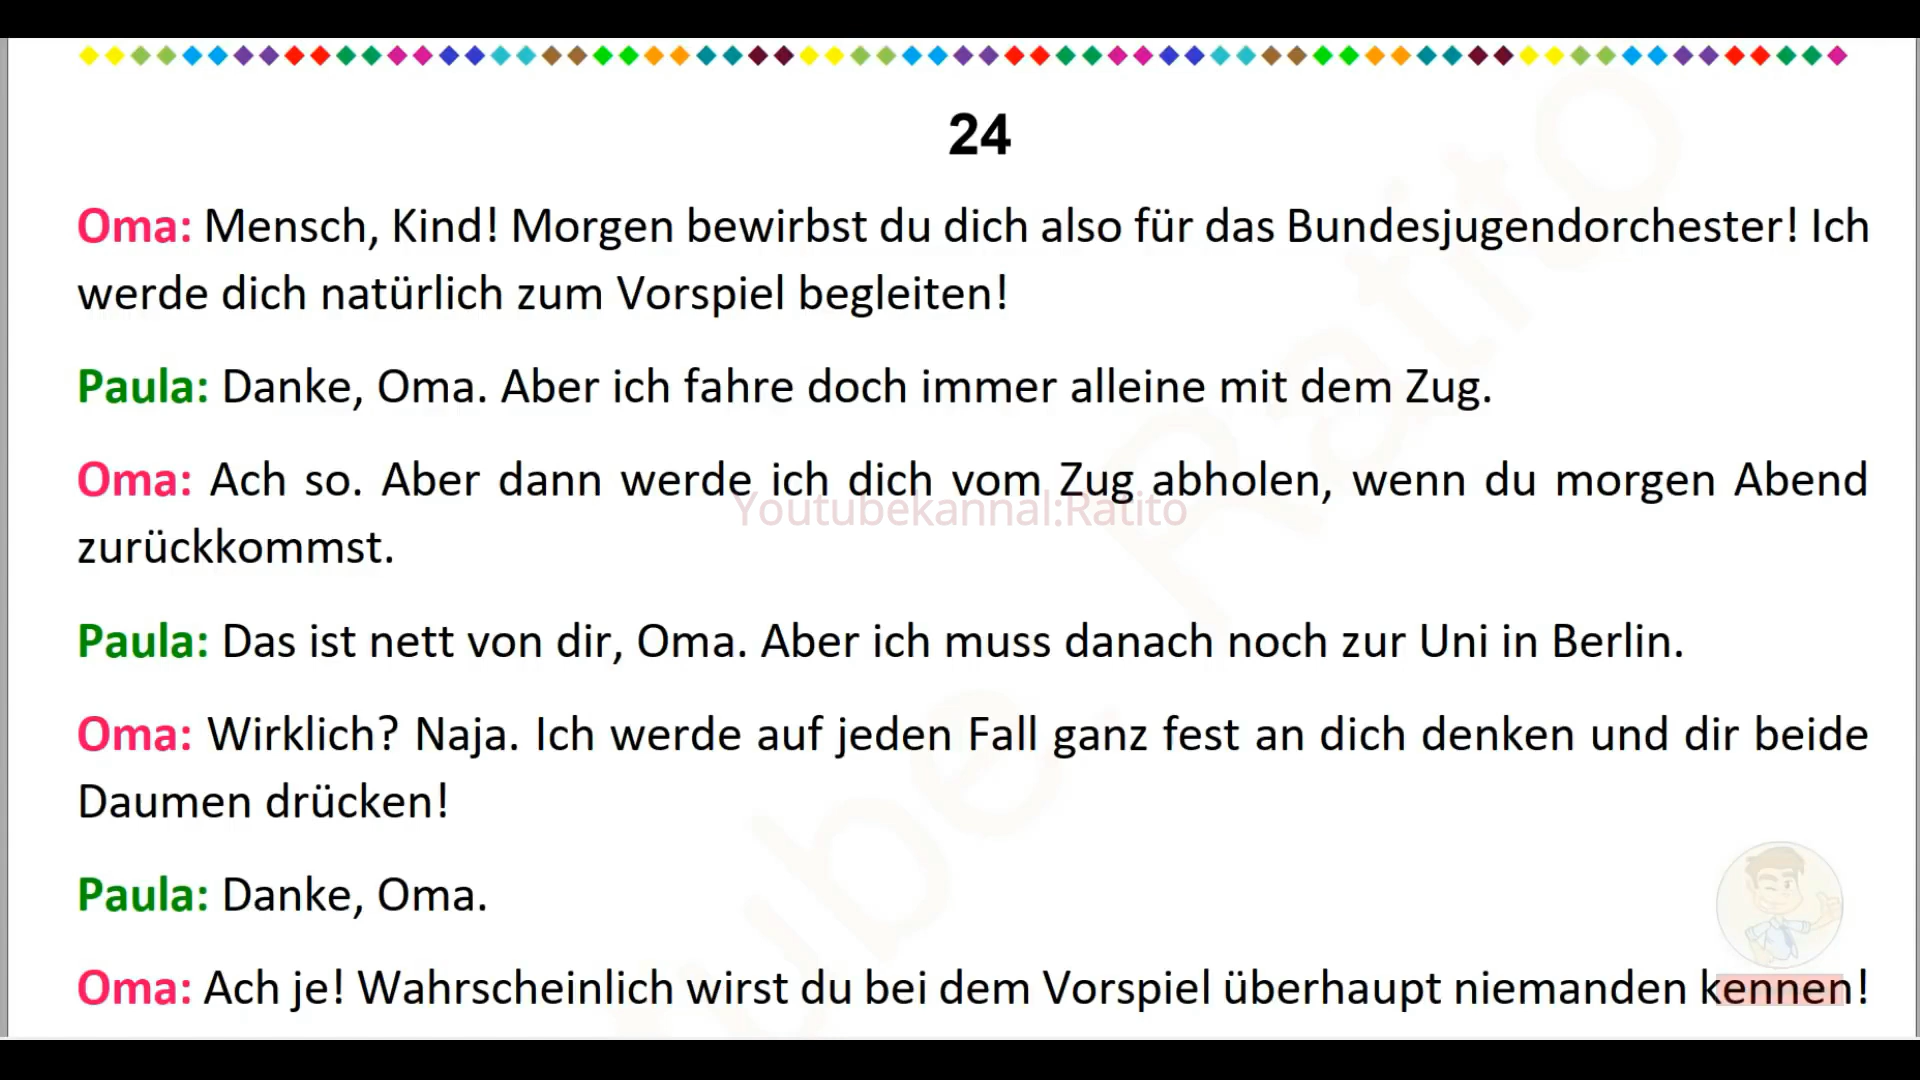 24
Oma: Mensch, Kind! Morgen bewirbst du dich also für das Bundesjugendorchester! Ich
werde dich natürlich zum Vorspiel begleiten!
Paula: Danke, Oma. Aber ich fahre doch immer alleine mit dem Zug.
Oma: Ach so. Aber dann werde ich dich vom Zug abholen, wenn du morgen Abend
Youtubekannal:Ratito
zurückkommst.
Paula: Das ist nett von dir, Oma. Aber ich muss danach noch zur Uni in Berlin.
Oma: Wirklich? Naja. Ich werde auf jeden Fall ganz fest an dich denken und dir beide
Daumen drücken!
Paula: Danke, Oma.
Oma: Ach je! Wahrscheinlich wirst du bei dem Vorspiel überhaupt niemanden kennen!
ube Ratito